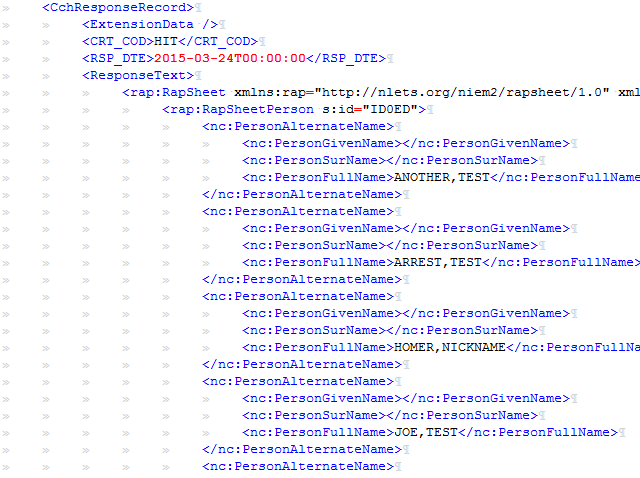 <CchResponseRecord>
<ExtensionData />
<CRT_COD>HIT</CRT_COD>
<RSP_DTE>2015-03-24T00:00:00</RSP_DTE>
<ResponseText>
<rap:RapSheet xmlns:rap="http://nlets.org/niem2/rapsheet/1.0" xml
<rap:RapSheetPerson s:id="ID0ED">
<nc:PersonAlternateName>
<nc:PersonGivenName></nc:PersonGivenName>
<nc:PersonSurName></nc:PersonSurName>
<nc:PersonFullName>ANOTHER,TEST</nc:PersonFullName
</nc:PersonAlternateName>
<nc:PersonAlternateName>
<nc:PersonGivenName></nc:PersonGivenName>
<nc:PersonSurName></nc:PersonSurName>
<nc:PersonFullName>ARREST,TEST</nc:PersonFullName>
</nc:PersonAlternateName>
<nc:PersonAlternateName>
<nc:PersonGivenName></nc:PersonGivenName>
<nc:PersonSurName></nc:PersonSurName>
<nc:PersonFullName>HOMER,NICKNAME</nc:PersonFullNa
</nc:PersonAlternateName>
<nc:PersonAlternateName>
<nc:PersonGivenName></nc:PersonGivenName>
<nc:PersonSurName></nc:PersonSurName>
<nc:PersonFullName>JOE,TEST</nc:PersonFullName>
</nc:PersonAlternateName>
<nc:PersonAlternateName>